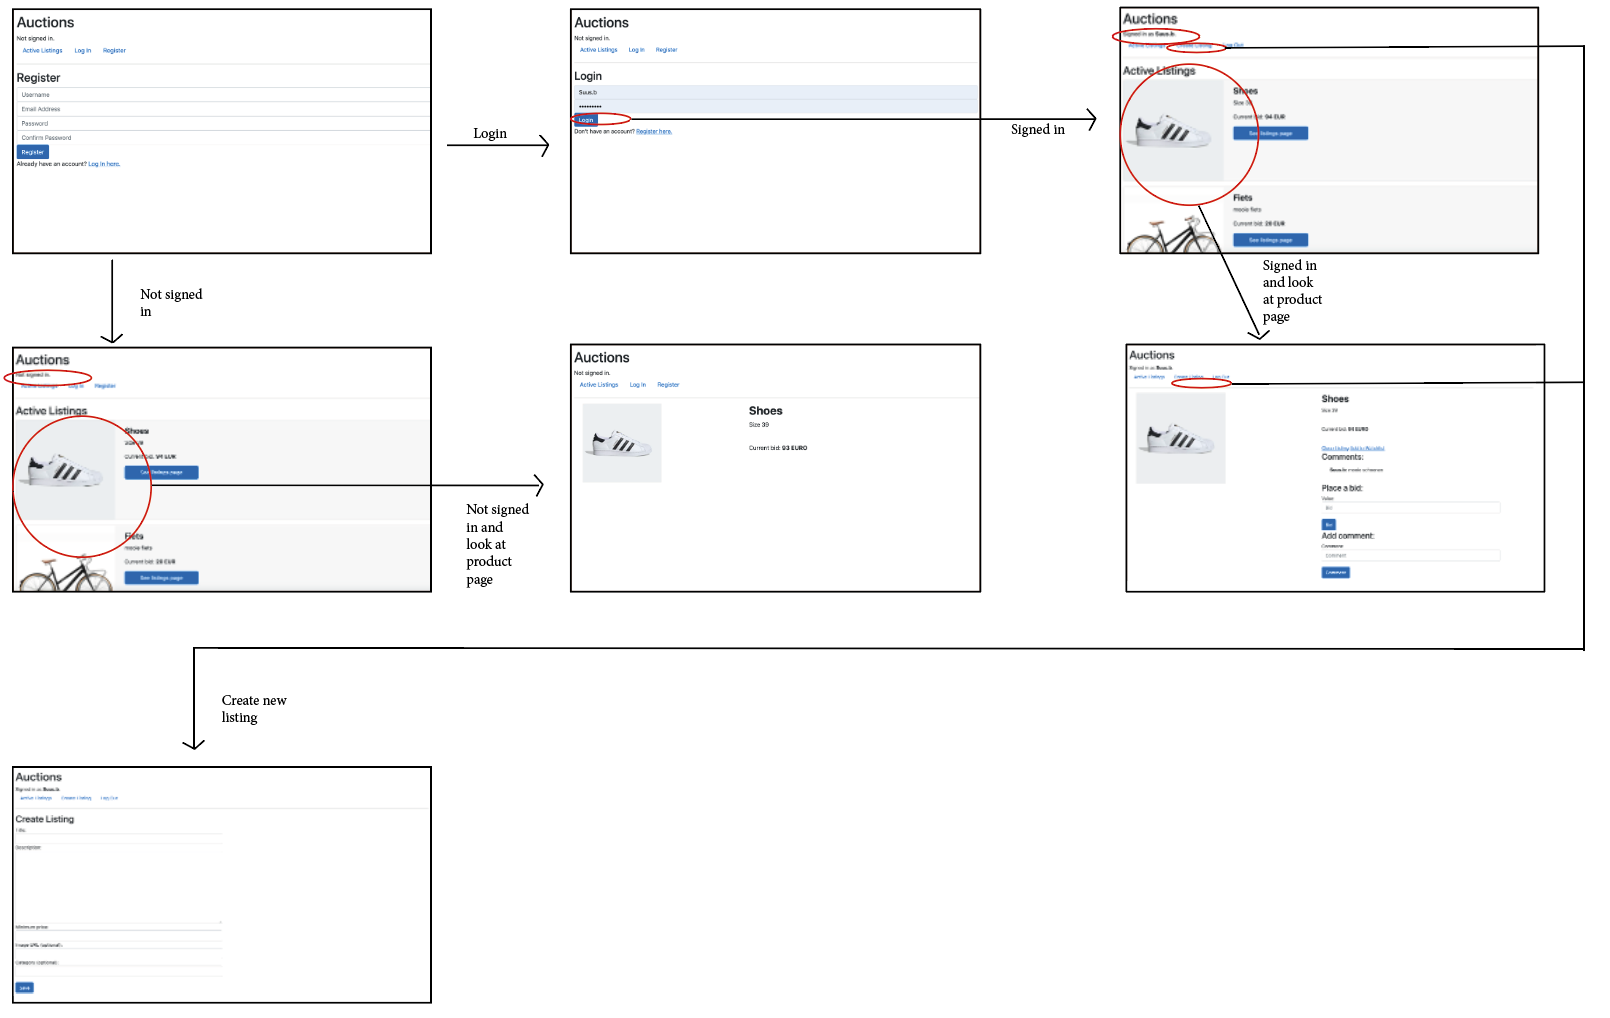 Auctions
Not signed in.
Active Listings Log In Register
Register
Username
Email Address
Password
Confirm Password
Register
Already have an account? Log In here.
Login
Auctions
Not signed in.
Active Listings Log In Register
Login
Suus.b
•••••••••
Login
Don't have an account? Register here.
Signed in
Auctions
Signed in as Suus.b.
Active Listings Create Listing Log Out
Active Listings
Shoes
Size 39
Current bid: 94 EUR
See listings page
Fiets
mooie fiets
Current bid: 28 EUR
See listings page
Not signed
in
Signed in
and look
at product
page
Auctions
Not signed in.
Active Listings Log In Register
Active Listings
Shoes
Size 39
Current bid: 94 EUR
See listings page
Fiets
mooie fiets
Current bid: 28 EUR
See listings page
Not signed
in and
look at
product
page
Auctions
Not signed in.
Active Listings Log In Register
Shoes
Size 39
Current bid: 93 EURO
Auctions
Signed in as Suus.b.
Active Listings Create Listing Log Out
Shoes
Size 39
Current bid: 94 EURO
Comments:
Suus.b: mooie schoenen
Place a bid:
Value
Bid
Bid
Add comment:
Comment
Comment
Comment
Create new
listing
Auctions
Signed in as Suus.b.
Active Listings Create Listing Log Out
Create Listing
Title:
Description:
Minimum price:
Image URL (optional):
Category (optional):